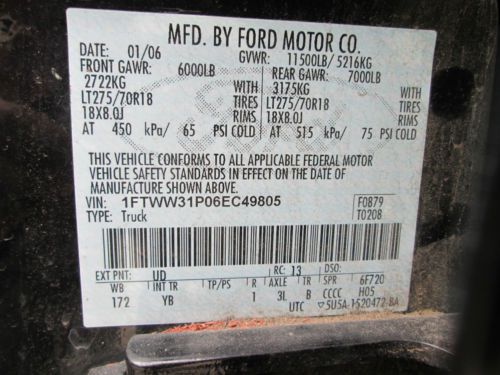 MFD. BY FORD MOTOR CO.
DATE: 01/06 GVWR: 11500LB/ 5216KG
FRONT GAWR: 6000LB REAR GAWR: 7000LB
2722KG WITH 3175KG WITH
LT275/70R18 TIRES LT275/70R18 TIRES
18X8.0J RIMS 18X8.0J RIMS
AT 450 kPa/ 65 PSI COLD AT 515 kPa/ 75 PSI COLD
THIS VEHICLE CONFORMS TO ALL APPLICABLE FEDERAL MOTOR
VEHICLE SAFETY STANDARDS IN EFFECT ON THE DATE OF
MANUFACTURE SHOWN ABOVE.
VIN: 1FTWW31P06EC49805 F0879
TYPE: Truck T0208
EXT PNT: UD RC: 13 DSO:
WB INT TR TP/PS R AXLE TR SPR 6F720
172 YB 1 3L B CCCC H05
UTC 5U5A-1520472-BA